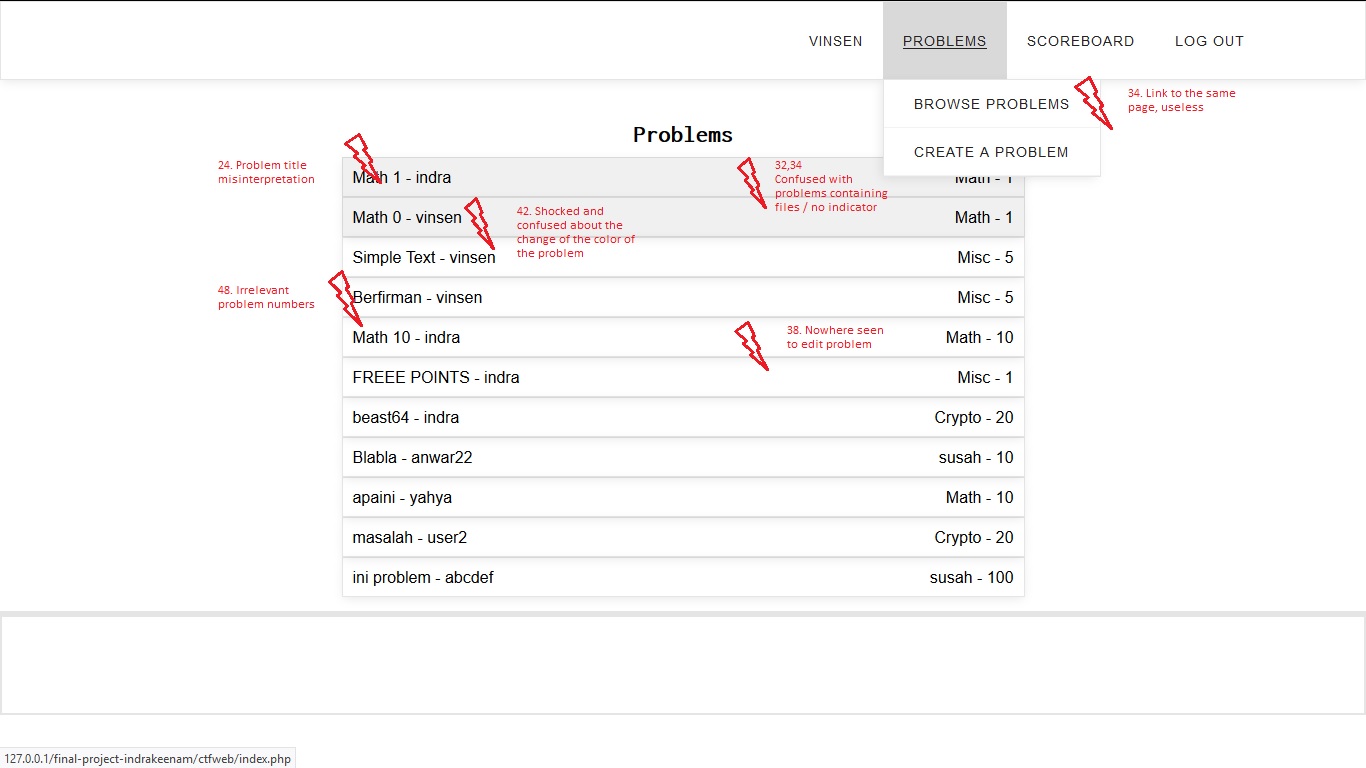 VINSEN PROBLEMS SCOREBOARD LOG OUT
BROWSE PROBLEMS
CREATE A PROBLEM
34. Link to the same
page, useless
Problems
24. Problem title
misinterpretation
Math 1 - indra
Math - 1
32,34
Confused with
problems containing
files / no indicator
Math 0 - vinsen
Math - 1
42. Shocked and
confused about the
change of the color of
the problem
Simple Text - vinsen
Misc - 5
48. Irrelevant
problem numbers
Berfirman - vinsen
Misc - 5
Math 10 - indra
Math - 10
38. Nowhere seen
to edit problem
FREEE POINTS - indra
Misc - 1
beast64 - indra
Crypto - 20
Blabla - anwar22
susah - 10
apaini - yahya
Math - 10
masalah - user2
Crypto - 20
ini problem - abcdef
susah - 100
127.0.0.1/final-project-indrakeenam/ctfweb/index.php